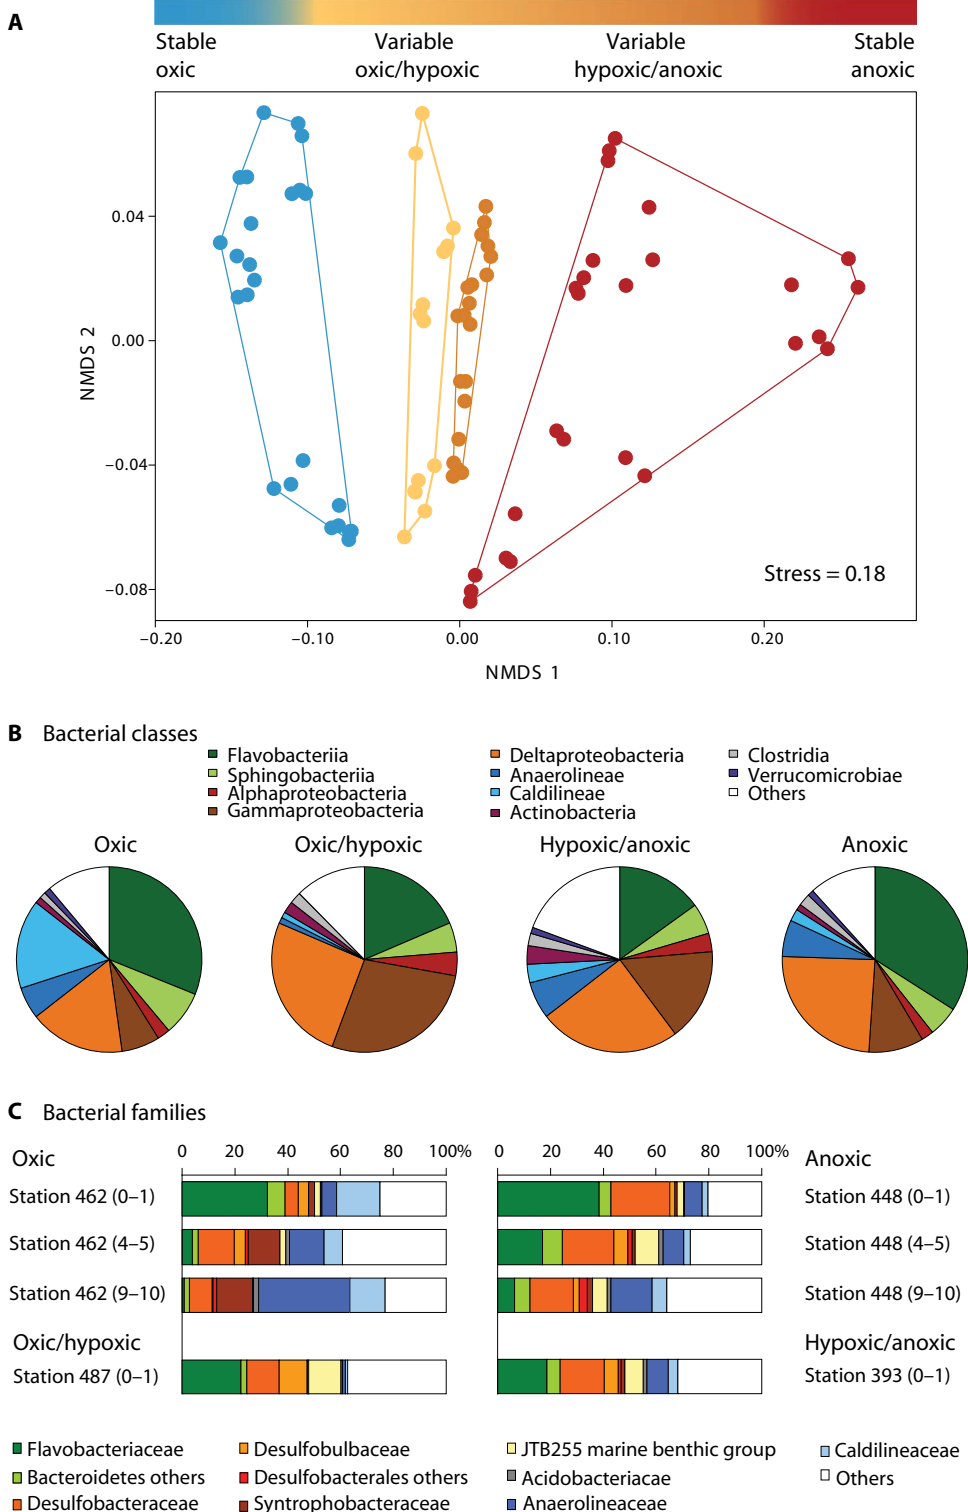 A
Stable oxic
Variable oxic/hypoxic
Variable hypoxic/anoxic
Stable anoxic
NMDS 2
0.04
0.00
−0.04
−0.08
Stress = 0.18
−0.20
−0.10
0.00
0.10
0.20
NMDS 1
B Bacterial classes
Flavobacteriia
Sphingobacteriia
Alphaproteobacteria
Gammaproteobacteria
Deltaproteobacteria
Anaerolineae
Caldilineae
Actinobacteria
Clostridia
Verrucomicrobiae
Others
Oxic
Oxic/hypoxic
Hypoxic/anoxic
Anoxic
C Bacterial families
0 20 40 60 80 100%
Oxic
Station 462 (0–1)
Station 462 (4–5)
Station 462 (9–10)
Oxic/hypoxic
Station 487 (0–1)
0 20 40 60 80 100%
Anoxic
Station 448 (0–1)
Station 448 (4–5)
Station 448 (9–10)
Hypoxic/anoxic
Station 393 (0–1)
Flavobacteriaceae
Bacteroidetes others
Desulfobacteraceae
Desulfobulbaceae
Desulfobacterales others
Syntrophobacteraceae
JTB255 marine benthic group
Acidobacteriacae
Anaerolineaceae
Caldilineaceae
Others